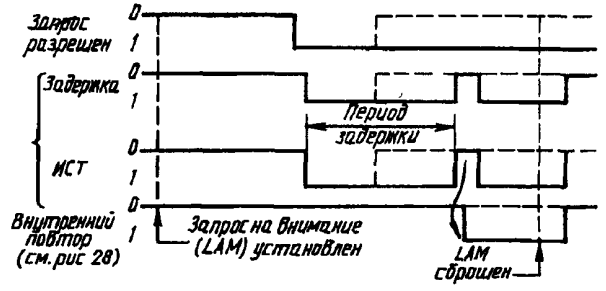 0
Запрос
разрешен
1
0
Задержка
1
Период
задержки
0
ИСТ
1
0
Внутренний
повтор
(см. рис 28)
1
Запрос на внимание
(LAM) установлен
LAM
сброшен